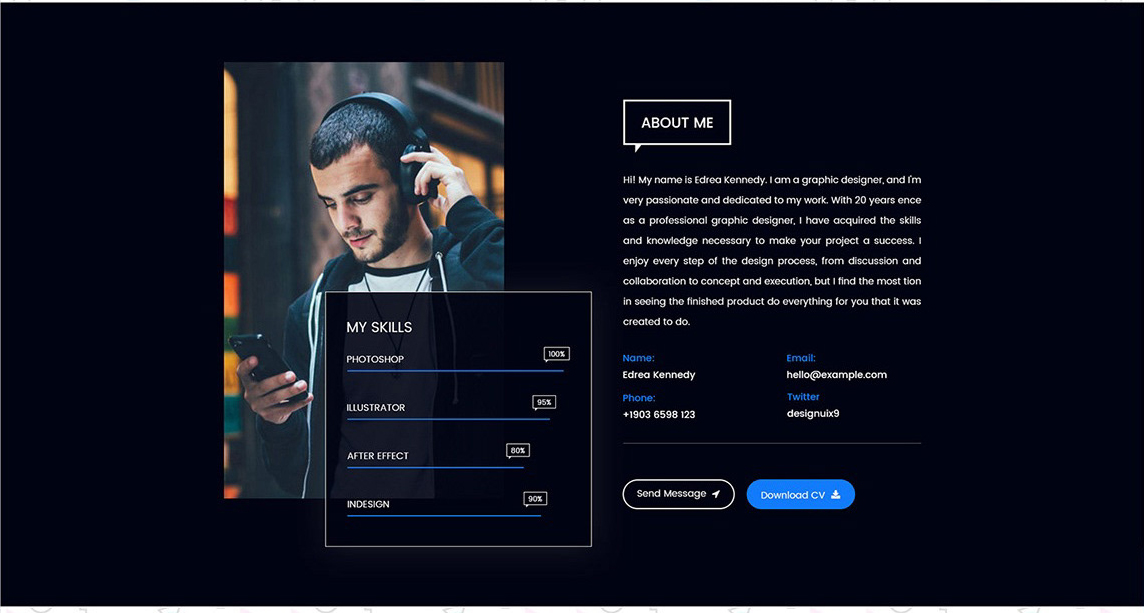 ABOUT ME
Hi! My name is Edrea Kennedy. I am a graphic designer, and I'm
very passionate and dedicated to my work. With 20 years ence
as a professional graphic designer, I have acquired the skills
and knowledge necessary to make your project a success. I
enjoy every step of the design process, from discussion and
collaboration to concept and execution, but I find the most tion
in seeing the finished product do everything for you that it was
created to do.
Name:
Edrea Kennedy
Email:
hello@example.com
Phone:
+1903 6598 123
Twitter
designuix9
Send Message
Download CV
MY SKILLS
PHOTOSHOP 100%
ILLUSTRATOR 95%
AFTER EFFECT 80%
INDESIGN 90%